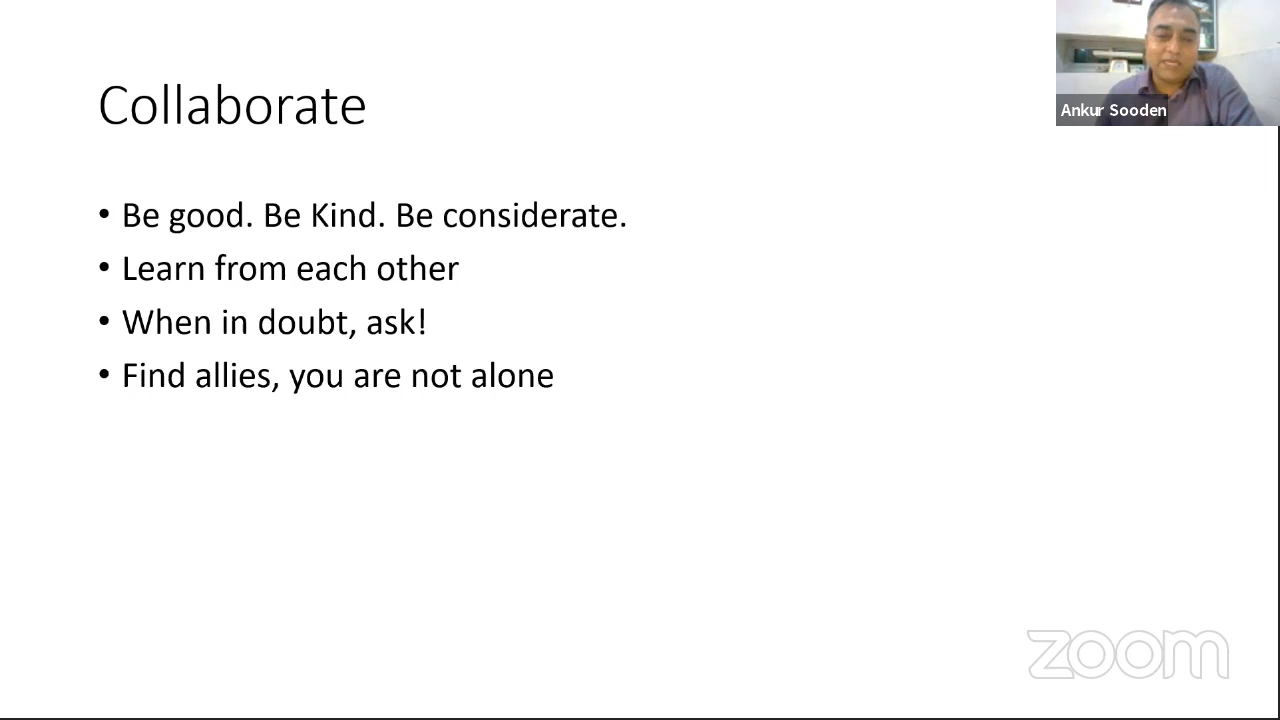 Collaborate
Ankur Sooden
• Be good. Be Kind. Be considerate.
• Learn from each other
• When in doubt, ask!
• Find allies, you are not alone
zoom